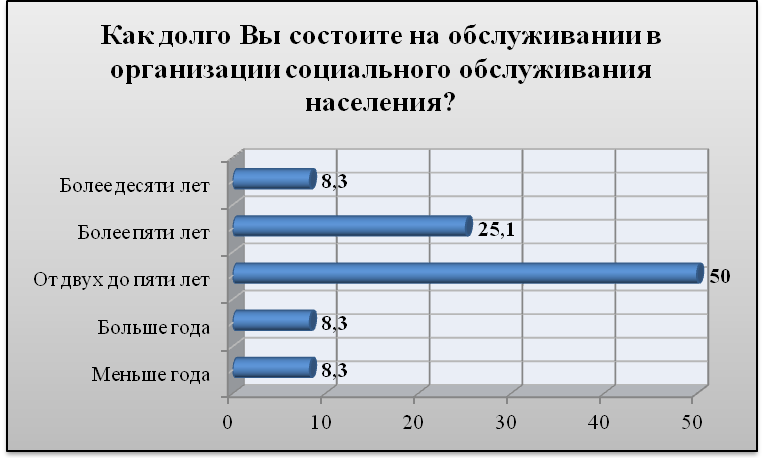 Как долго Вы состоите на обслуживании в
организации социального обслуживания
населения?
Более десяти лет 8,3
Более пяти лет 25,1
От двух до пяти лет 50
Больше года 8,3
Меньше года 8,3
0 10 20 30 40 50